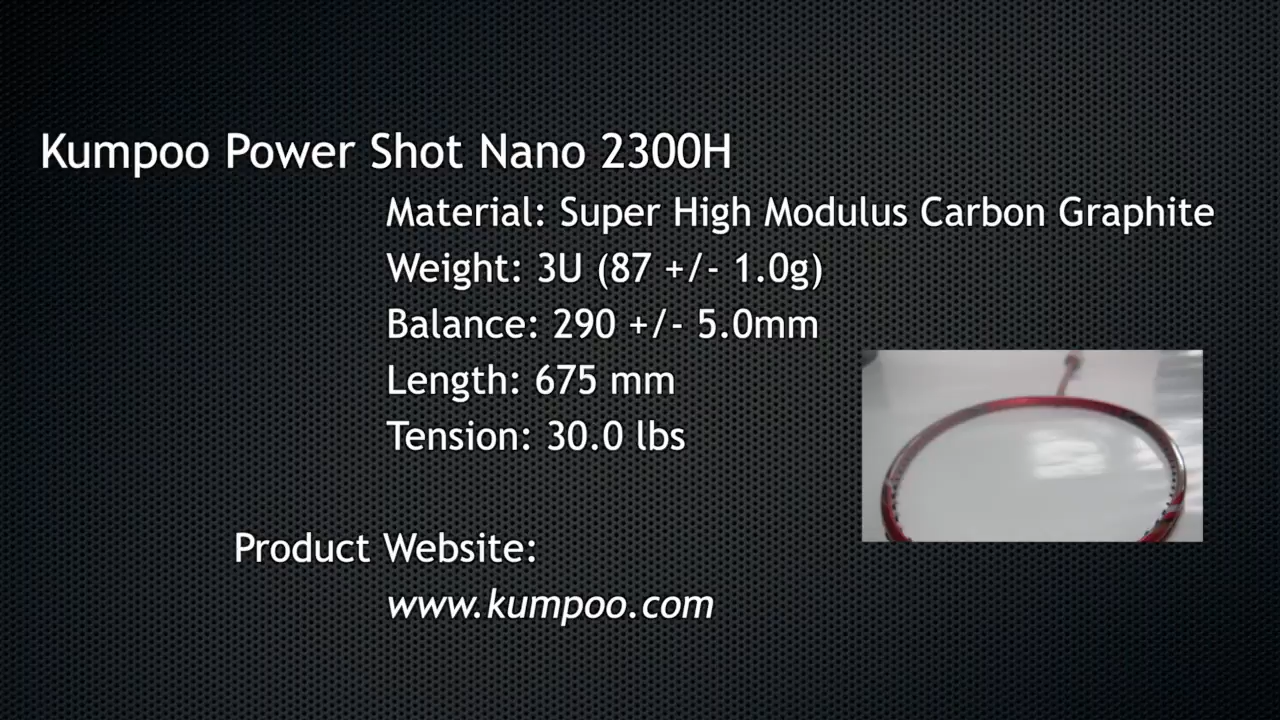 Kumpoo Power Shot Nano 2300H
Material: Super High Modulus Carbon Graphite
Weight: 3U (87 +/- 1.0g)
Balance: 290 +/- 5.0mm
Length: 675 mm
Tension: 30.0 lbs
Product Website:
www.kumpoo.com